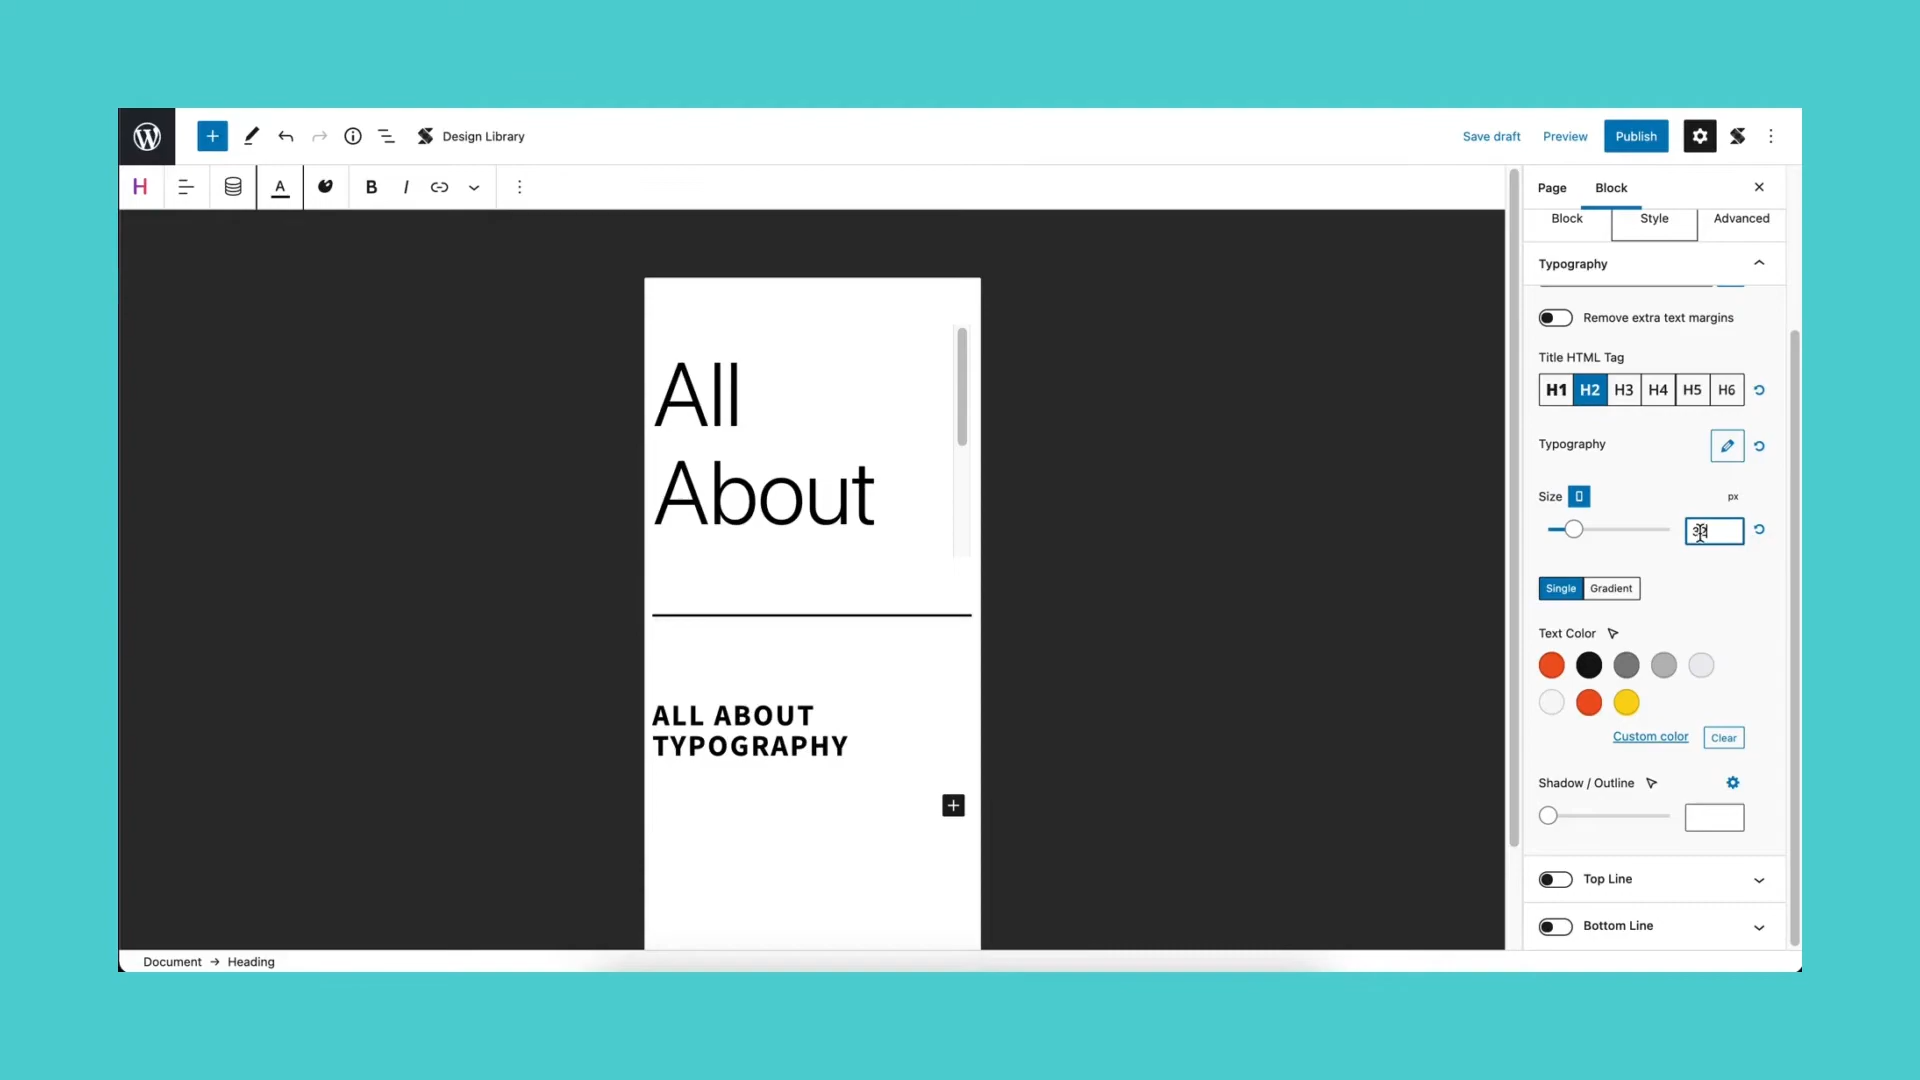 Design Library
Save draft
Preview
Publish
H
A
B
I
Page
Block
Block
Style
Advanced
Typography
Remove extra text margins
Title HTML Tag
H1 H2 H3 H4 H5 H6
Typography
Size
px
Single
Gradient
Text Color
Custom color
Clear
Shadow / Outline
Top Line
Bottom Line
All
About
ALL ABOUT
TYPOGRAPHY
Document → Heading